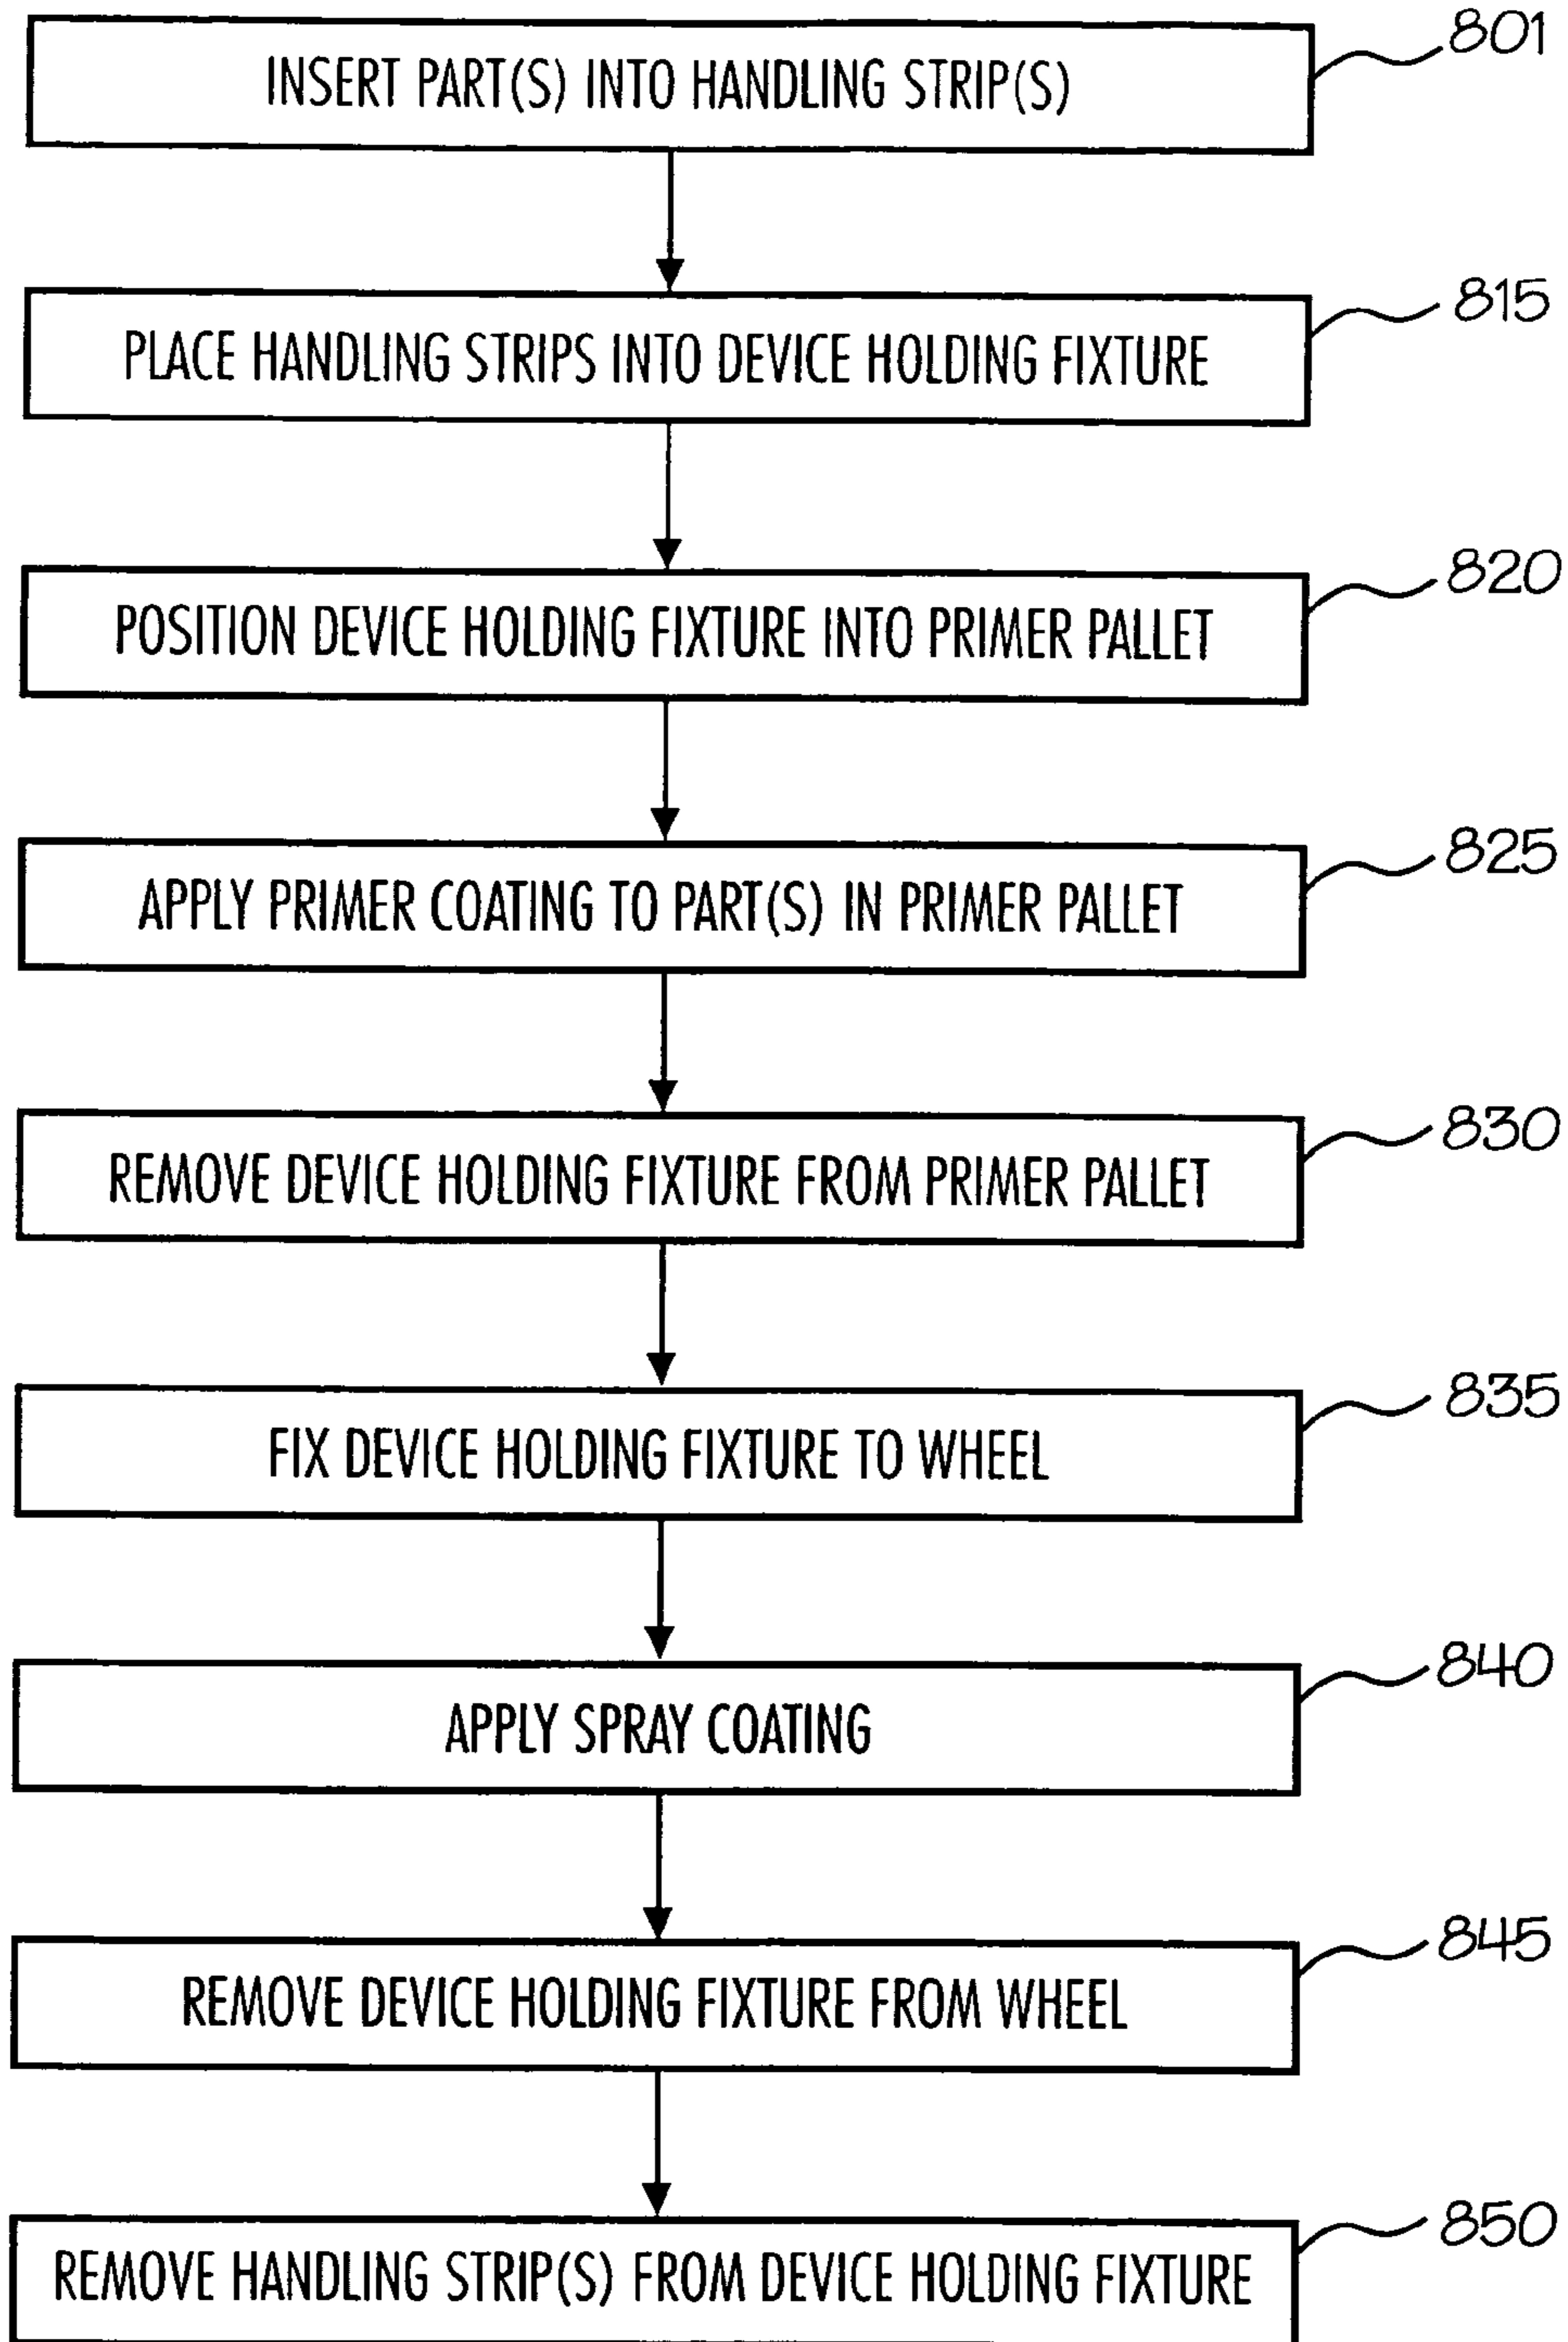 INSERT PART(S) INTO HANDLING STRIP(S)
801
PLACE HANDLING STRIPS INTO DEVICE HOLDING FIXTURE
815
POSITION DEVICE HOLDING FIXTURE INTO PRIMER PALLET
820
APPLY PRIMER COATING TO PART(S) IN PRIMER PALLET
825
REMOVE DEVICE HOLDING FIXTURE FROM PRIMER PALLET
830
FIX DEVICE HOLDING FIXTURE TO WHEEL
835
APPLY SPRAY COATING
840
REMOVE DEVICE HOLDING FIXTURE FROM WHEEL
845
REMOVE HANDLING STRIP(S) FROM DEVICE HOLDING FIXTURE
850